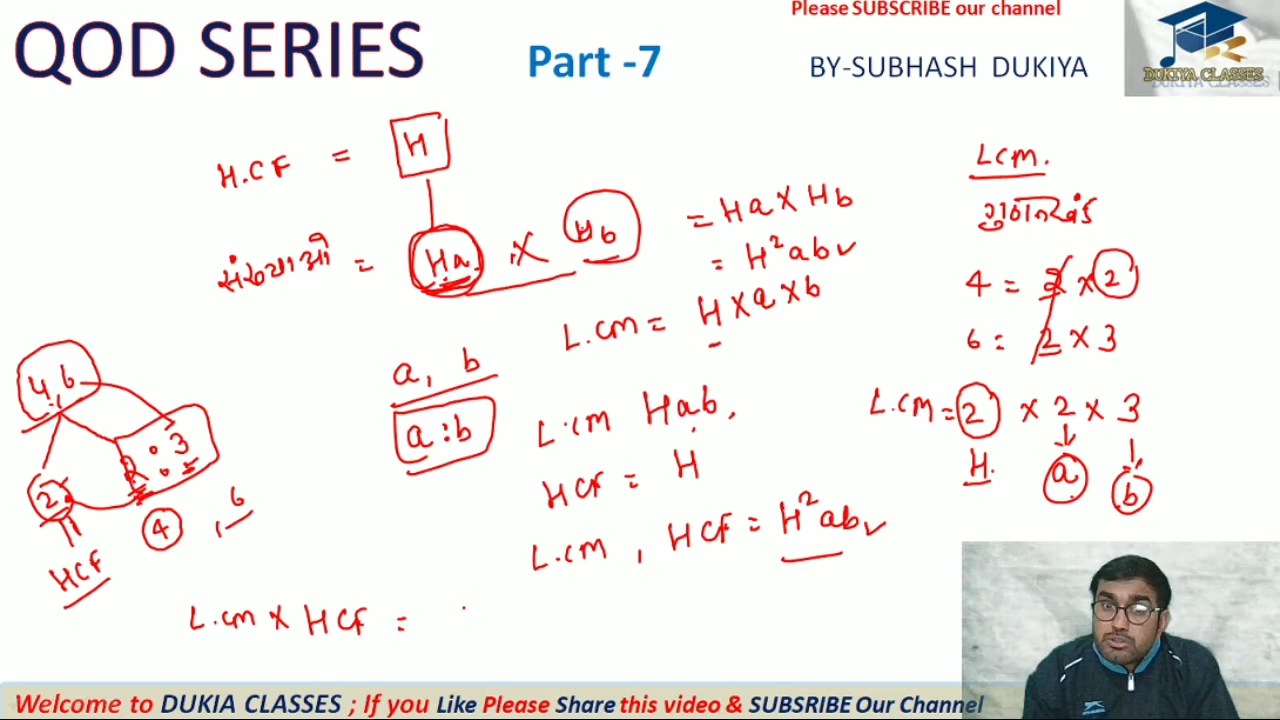 Please SUBSCRIBE our channel
QOD SERIES
Part -7
BY-SUBHASH DUKIYA
DUKIYA CLASSES
H.CF = H
संख्याओ = Ha × Hb
= Ha × Hb
= H²ab
L.CM = H × a × b
a, b
a : b
L.CM Hab,
HCF = H
L.CM, HCF = H²ab
L.CM × HCF =
4, 6
2 : 3
2
4, 6
HCF
LCM.
4 = 2 × 2
6 = 2 × 3
L.CM = 2 × 2 × 3
H. a b
Welcome to DUKIA CLASSES ; If you Like Please Share this video & SUBSRIBE Our Channel